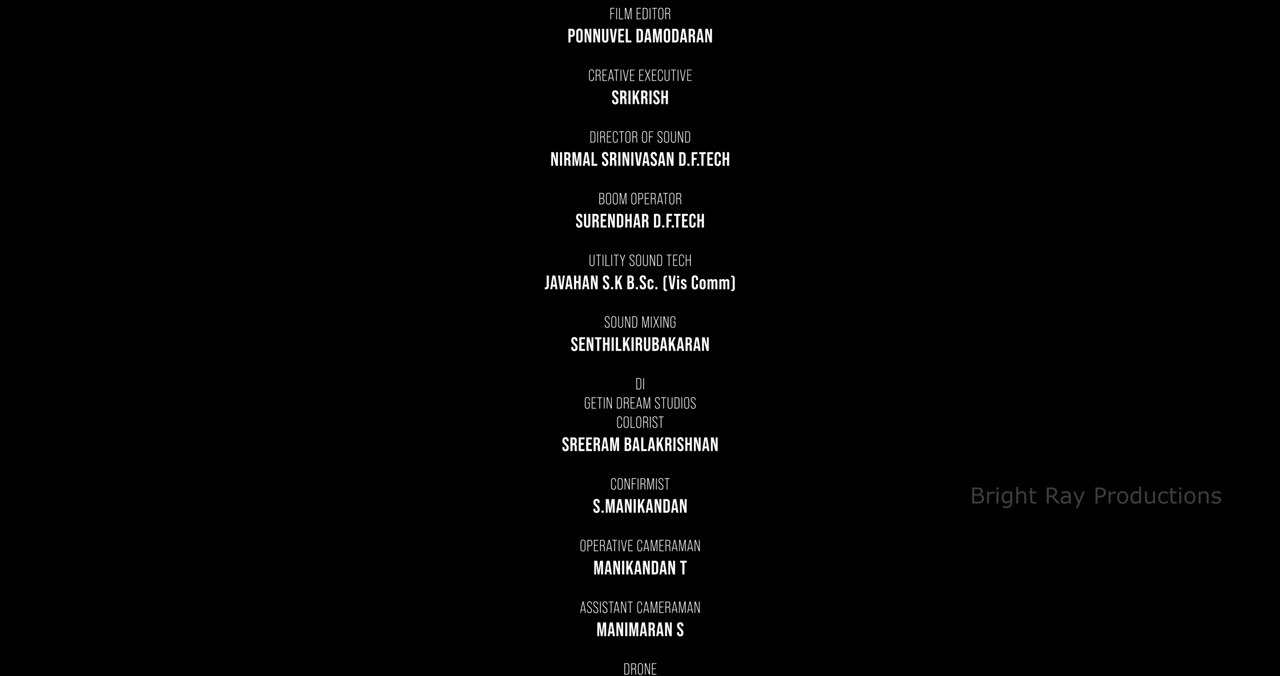 FILM EDITOR
PONNUVEL DAMODARAN
CREATIVE EXECUTIVE
SRIKRISH
DIRECTOR OF SOUND
NIRMAL SRINIVASAN D.F.TECH
BOOM OPERATOR
SURENDHAR D.F.TECH
UTILITY SOUND TECH
JAVAHAN S.K B.Sc. (Vis Comm)
SOUND MIXING
SENTHILKIRUBAKARAN
DI
GETIN DREAM STUDIOS
COLORIST
SREERAM BALAKRISHNAN
CONFIRMIST
S.MANIKANDAN
Bright Ray Productions
OPERATIVE CAMERAMAN
MANIKANDAN T
ASSISTANT CAMERAMAN
MANIMARAN S
DRONE